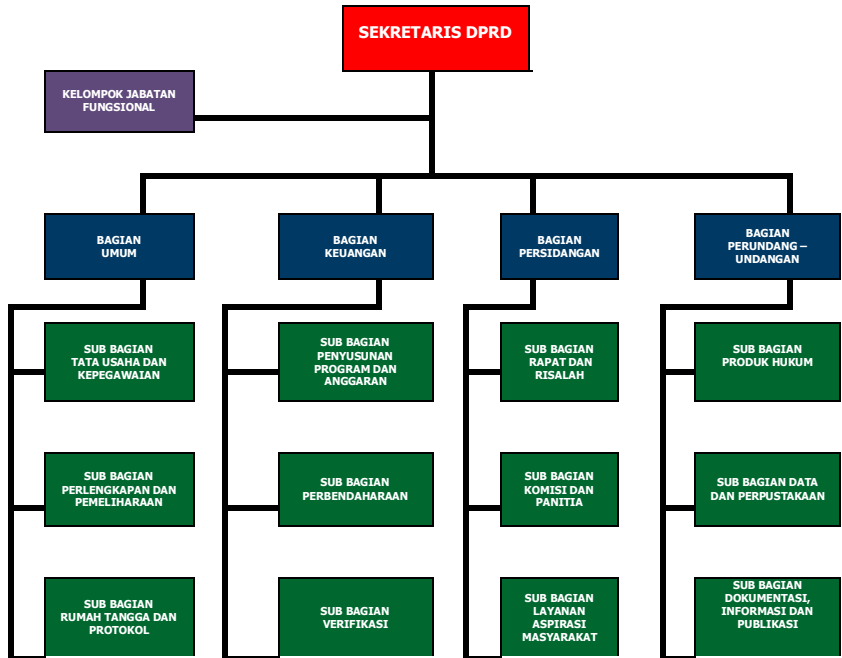 SEKRETARIS DPRD
KELOMPOK JABATAN
FUNGSIONAL
BAGIAN
UMUM
BAGIAN
KEUANGAN
BAGIAN
PERSIDANGAN
BAGIAN
PERUNDANG –
UNDANGAN
SUB BAGIAN
TATA USAHA DAN
KEPEGAWAIAN
SUB BAGIAN
PENYUSUNAN
PROGRAM DAN
ANGGARAN
SUB BAGIAN
RAPAT DAN
RISALAH
SUB BAGIAN
PRODUK HUKUM
SUB BAGIAN
PERLENGKAPAN DAN
PEMELIHARAAN
SUB BAGIAN
PERBENDAHARAAN
SUB BAGIAN
KOMISI DAN
PANITIA
SUB BAGIAN DATA
DAN PERPUSTAKAAN
SUB BAGIAN
RUMAH TANGGA DAN
PROTOKOL
SUB BAGIAN
VERIFIKASI
SUB BAGIAN
LAYANAN
ASPIRASI
MASYARAKAT
SUB BAGIAN
DOKUMENTASI,
INFORMASI DAN
PUBLIKASI